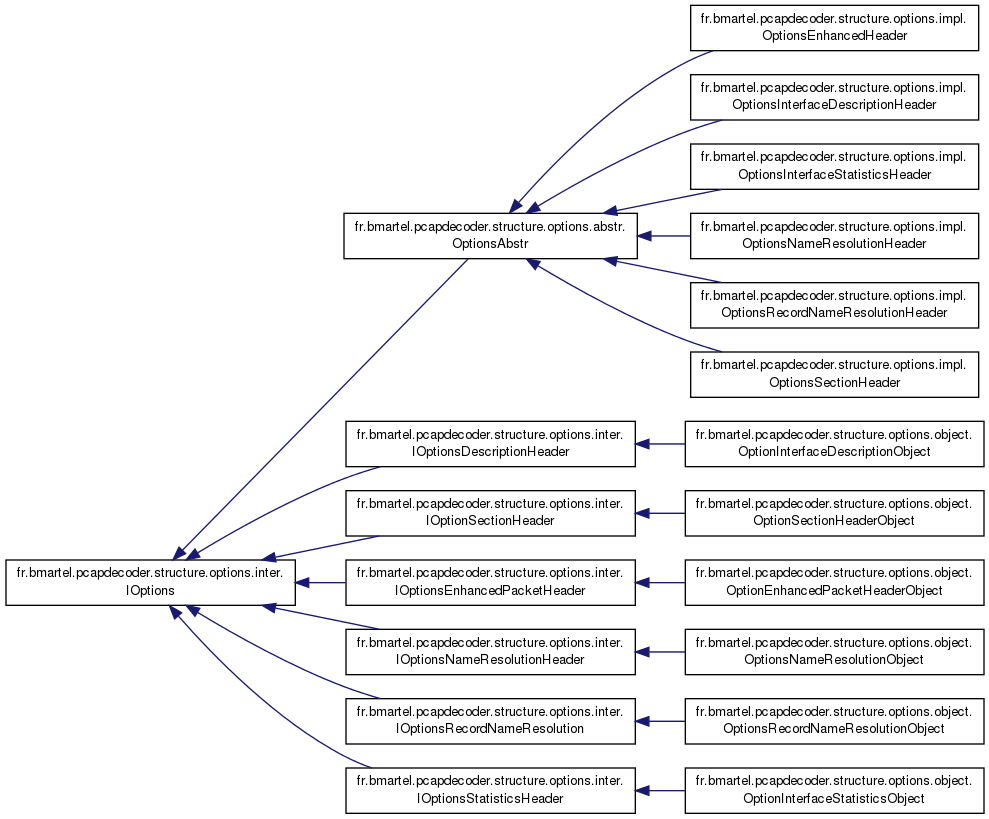 fr.bmartel.pcapdecoder.structure.options.impl.
OptionsEnhancedHeader
fr.bmartel.pcapdecoder.structure.options.impl.
OptionsInterfaceDescriptionHeader
fr.bmartel.pcapdecoder.structure.options.impl.
OptionsInterfaceStatisticsHeader
fr.bmartel.pcapdecoder.structure.options.abstr.
OptionsAbstr
fr.bmartel.pcapdecoder.structure.options.impl.
OptionsNameResolutionHeader
fr.bmartel.pcapdecoder.structure.options.impl.
OptionsRecordNameResolutionHeader
fr.bmartel.pcapdecoder.structure.options.impl.
OptionsSectionHeader
fr.bmartel.pcapdecoder.structure.options.inter.
IOptionsDescriptionHeader
fr.bmartel.pcapdecoder.structure.options.object.
OptionInterfaceDescriptionObject
fr.bmartel.pcapdecoder.structure.options.inter.
IOptionSectionHeader
fr.bmartel.pcapdecoder.structure.options.object.
OptionSectionHeaderObject
fr.bmartel.pcapdecoder.structure.options.inter.
IOptions
fr.bmartel.pcapdecoder.structure.options.inter.
IOptionsEnhancedPacketHeader
fr.bmartel.pcapdecoder.structure.options.object.
OptionEnhancedPacketHeaderObject
fr.bmartel.pcapdecoder.structure.options.inter.
IOptionsNameResolutionHeader
fr.bmartel.pcapdecoder.structure.options.object.
OptionsNameResolutionObject
fr.bmartel.pcapdecoder.structure.options.inter.
IOptionsRecordNameResolution
fr.bmartel.pcapdecoder.structure.options.object.
OptionsRecordNameResolutionObject
fr.bmartel.pcapdecoder.structure.options.inter.
IOptionsStatisticsHeader
fr.bmartel.pcapdecoder.structure.options.object.
OptionInterfaceStatisticsObject